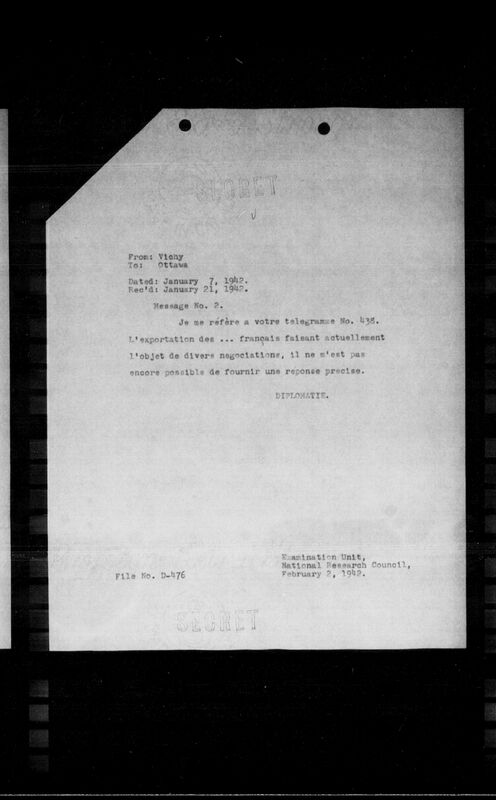 SECRET
From: Vichy
To: Ottawa
Dated: January 7, 1942.
Rec'd: January 21, 1942.
Message No. 2.
Je me refère a votre telegramme No. 438.
L'exportation des ... français faisant actuellement
l'objet de divers negociations, il ne m'est pas
encore possible de fournir une reponse precise.
DIPLOMATIE.
Examination Unit,
National Research Council,
February 2, 1942.
File No. D-476
SECRET